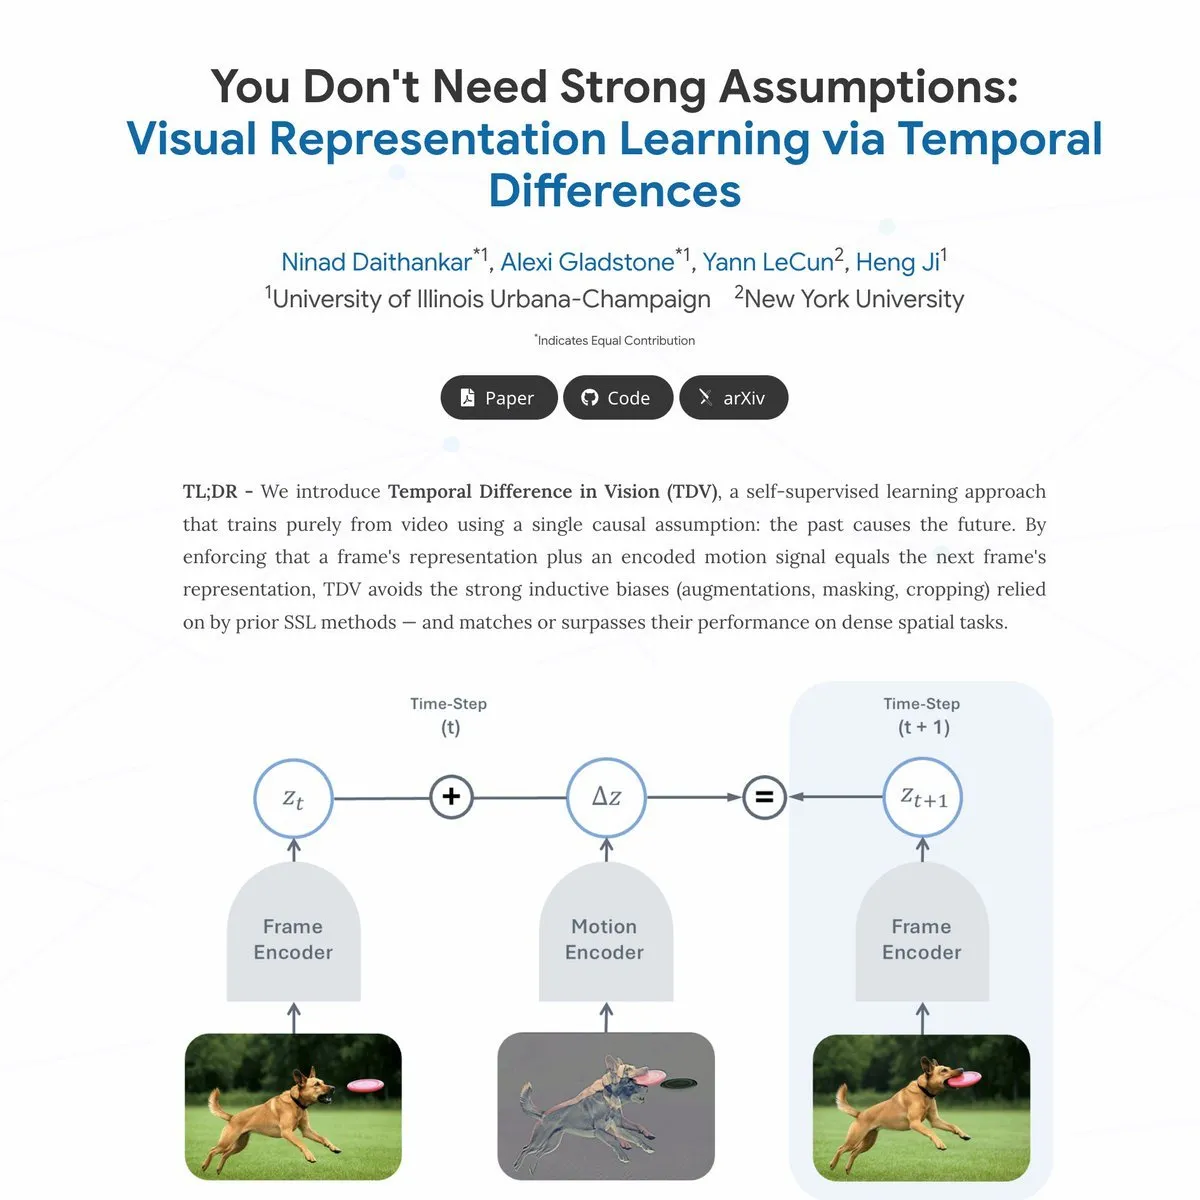 You Don't Need Strong Assumptions:
Visual Representation Learning via Temporal
Differences
Ninad Daithankar*1, Alexi Gladstone*1, Yann LeCun2, Heng Ji1
1University of Illinois Urbana-Champaign 2New York University
*Indicates Equal Contribution
Paper Code arXiv
TL;DR - We introduce Temporal Difference in Vision (TDV), a self-supervised learning approach
that trains purely from video using a single causal assumption: the past causes the future. By
enforcing that a frame's representation plus an encoded motion signal equals the next frame's
representation, TDV avoids the strong inductive biases (augmentations, masking, cropping) relied
on by prior SSL methods — and matches or surpasses their performance on dense spatial tasks.
Time-Step Time-Step
(t) (t + 1)
z_t + Δz = z_{t+1}
Frame Motion Frame
Encoder Encoder Encoder